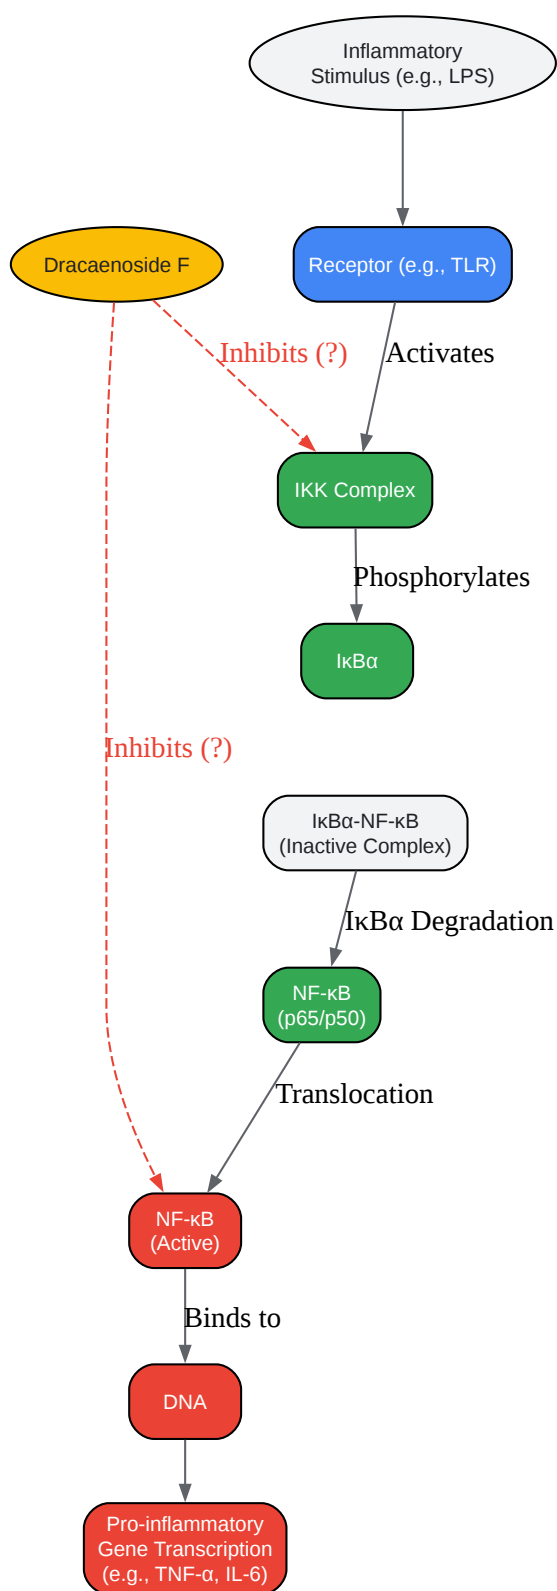 Inflammatory
Stimulus (e.g., LPS)
Dracaenoside F
Receptor (e.g., TLR)
Inhibits (?)
Activates
IKK Complex
Phosphorylates
IκBα
Inhibits (?)
IκBα-NF-κB
(Inactive Complex)
IκBα Degradation
NF-κB
(p65/p50)
Translocation
NF-κB
(Active)
Binds to
DNA
Pro-inflammatory
Gene Transcription
(e.g., TNF-α, IL-6)